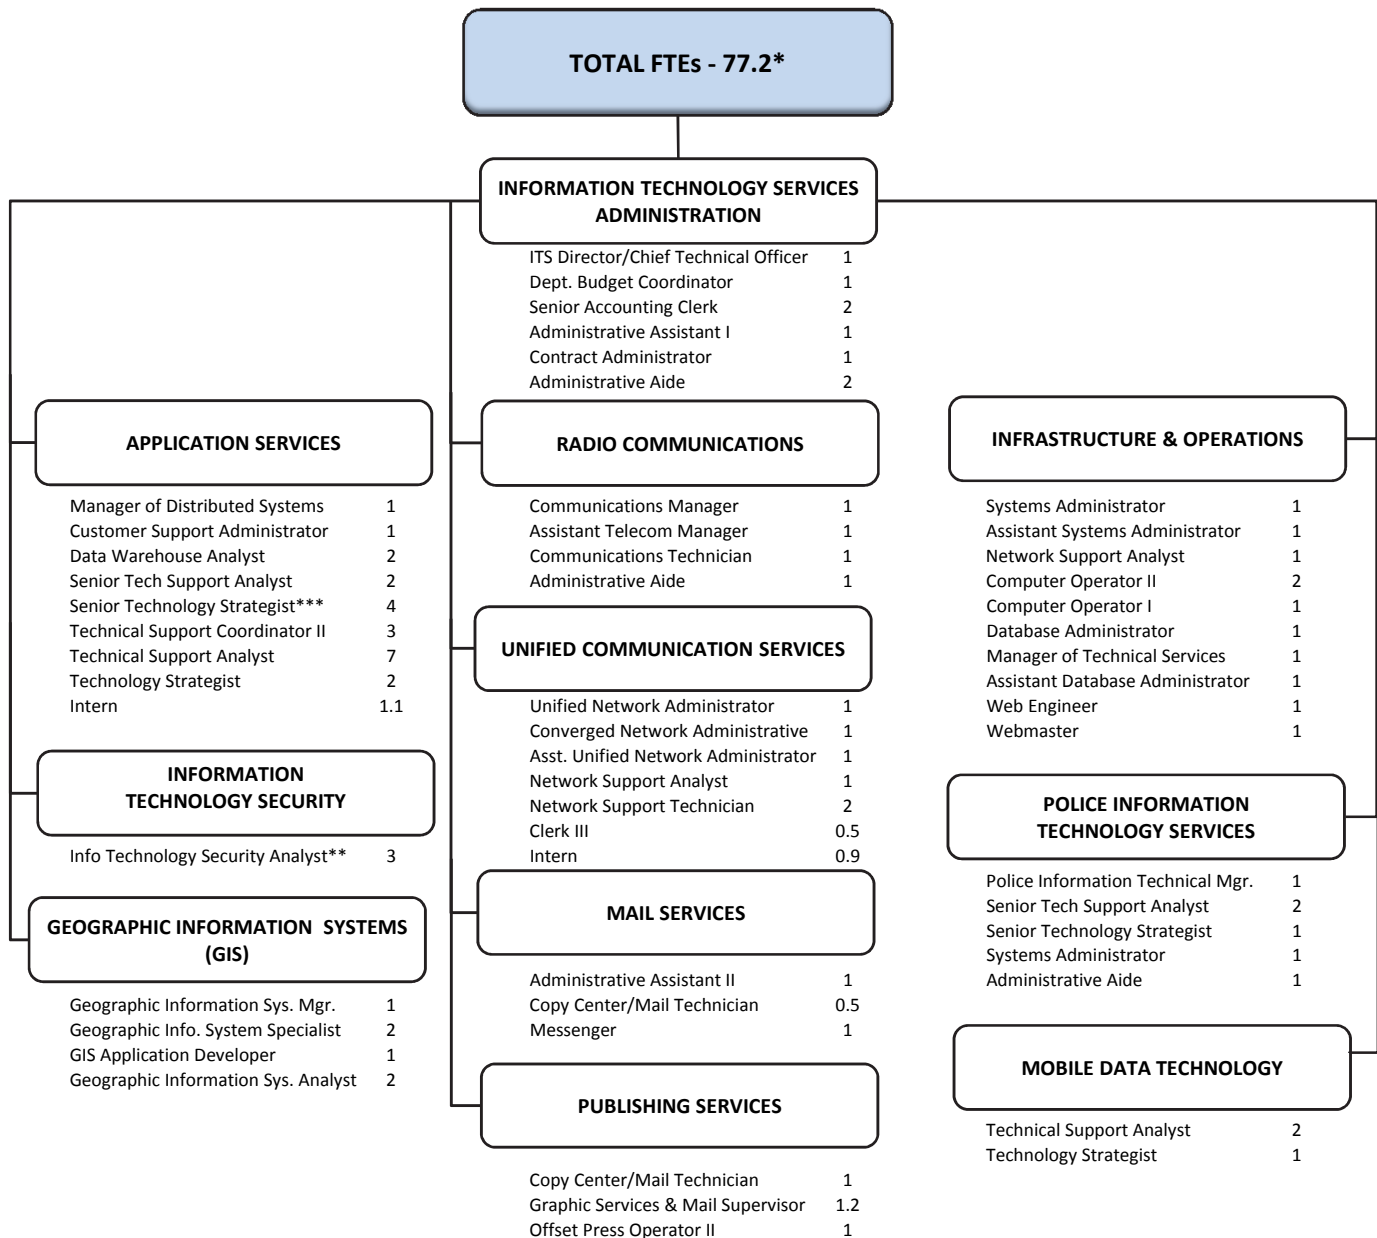 TOTAL FTEs - 77.2*
INFORMATION TECHNOLOGY SERVICES
ADMINISTRATION
ITS Director/Chief Technical Officer 1
Dept. Budget Coordinator 1
Senior Accounting Clerk 2
Administrative Assistant I 1
Contract Administrator 1
Administrative Aide 2
APPLICATION SERVICES
Manager of Distributed Systems 1
Customer Support Administrator 1
Data Warehouse Analyst 2
Senior Tech Support Analyst 2
Senior Technology Strategist*** 4
Technical Support Coordinator II 3
Technical Support Analyst 7
Technology Strategist 2
Intern 1.1
INFORMATION
TECHNOLOGY SECURITY
Info Technology Security Analyst** 3
GEOGRAPHIC INFORMATION SYSTEMS
(GIS)
Geographic Information Sys. Mgr. 1
Geographic Info. System Specialist 2
GIS Application Developer 1
Geographic Information Sys. Analyst 2
RADIO COMMUNICATIONS
Communications Manager 1
Assistant Telecom Manager 1
Communications Technician 1
Administrative Aide 1
UNIFIED COMMUNICATION SERVICES
Unified Network Administrator 1
Converged Network Administrative 1
Asst. Unified Network Administrator 1
Network Support Analyst 1
Network Support Technician 2
Clerk III 0.5
Intern 0.9
MAIL SERVICES
Administrative Assistant II 1
Copy Center/Mail Technician 0.5
Messenger 1
PUBLISHING SERVICES
Copy Center/Mail Technician 1
Graphic Services & Mail Supervisor 1.2
Offset Press Operator II 1
INFRASTRUCTURE & OPERATIONS
Systems Administrator 1
Assistant Systems Administrator 1
Network Support Analyst 1
Computer Operator II 2
Computer Operator I 1
Database Administrator 1
Manager of Technical Services 1
Assistant Database Administrator 1
Web Engineer 1
Webmaster 1
POLICE INFORMATION
TECHNOLOGY SERVICES
Police Information Technical Mgr. 1
Senior Tech Support Analyst 2
Senior Technology Strategist 1
Systems Administrator 1
Administrative Aide 1
MOBILE DATA TECHNOLOGY
Technical Support Analyst 2
Technology Strategist 1